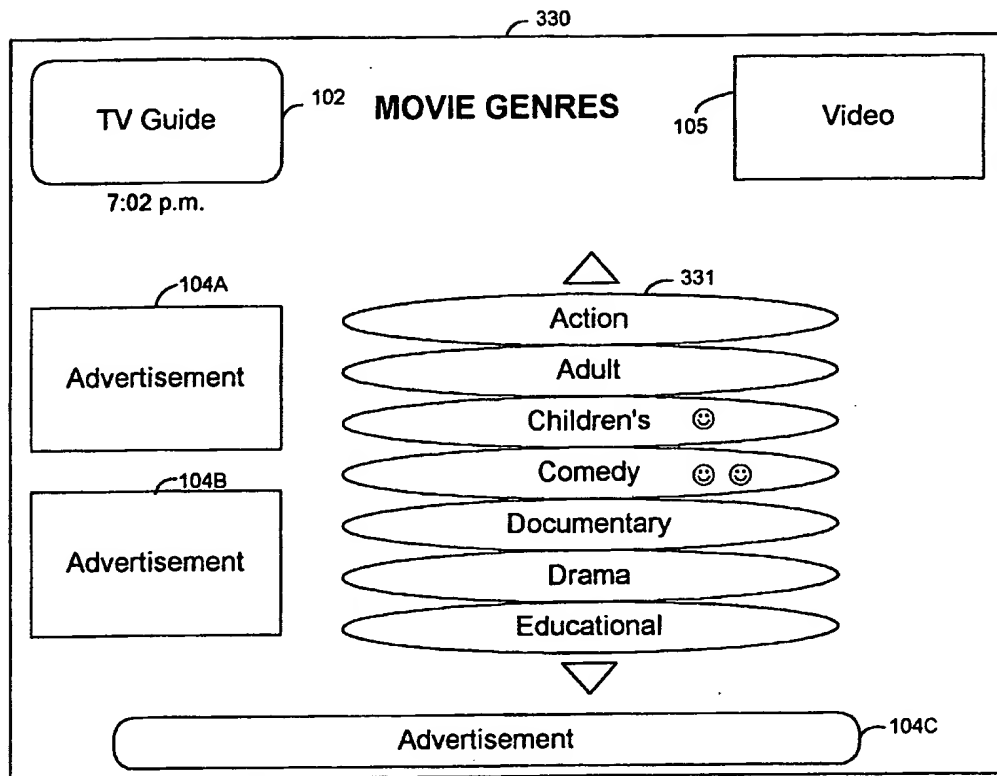 330
TV Guide
102
MOVIE GENRES
105
Video
7:02 p.m.
104A
Advertisement
104B
Advertisement
331
Action
Adult
Children's ☺
Comedy ☺ ☺
Documentary
Drama
Educational
Advertisement
104C